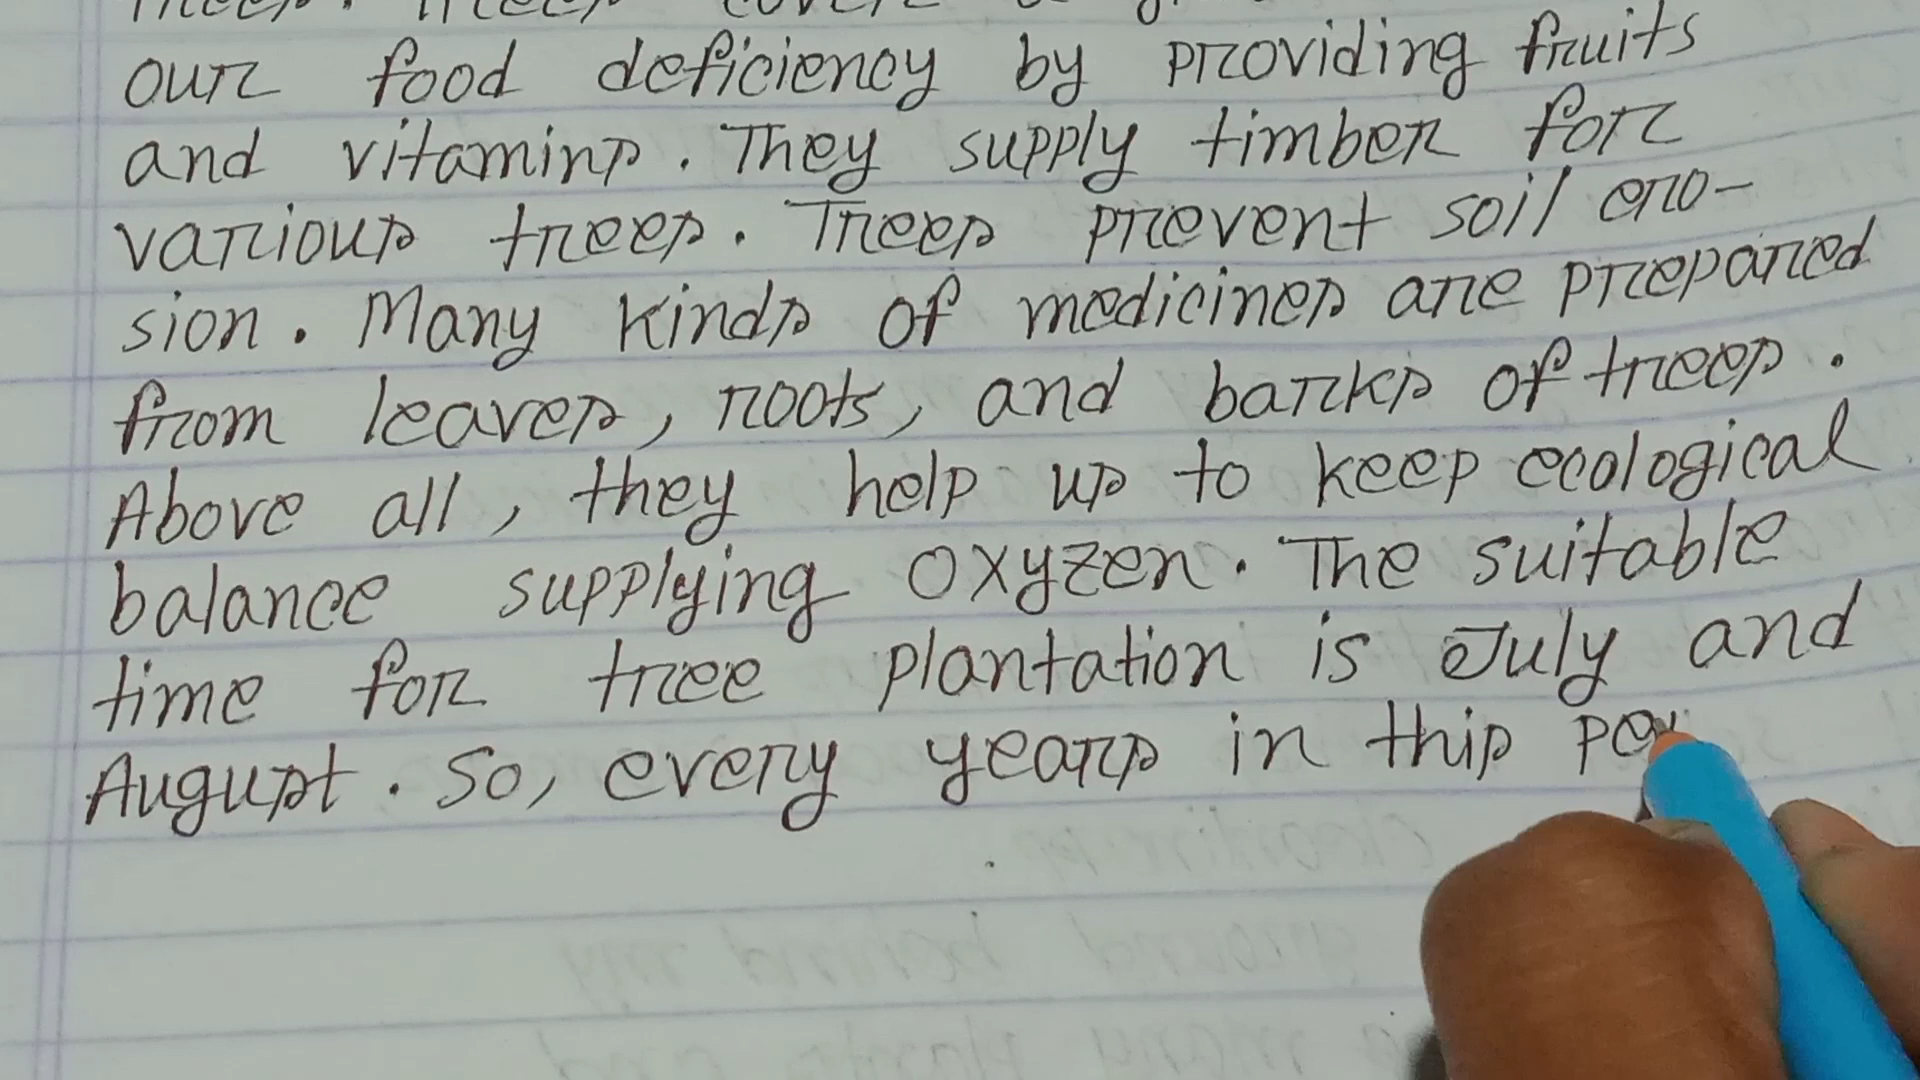 our food deficiency by providing fruits
and vitamins. They supply timber for
various trees. Trees prevent soil ero-
sion. Many kinds of medicines are prepared
from leaves, roots, and barks of trees.
Above all, they help us to keep ecological
balance supplying oxyzen. The suitable
time for tree plantation is July and
August. So, every years in this